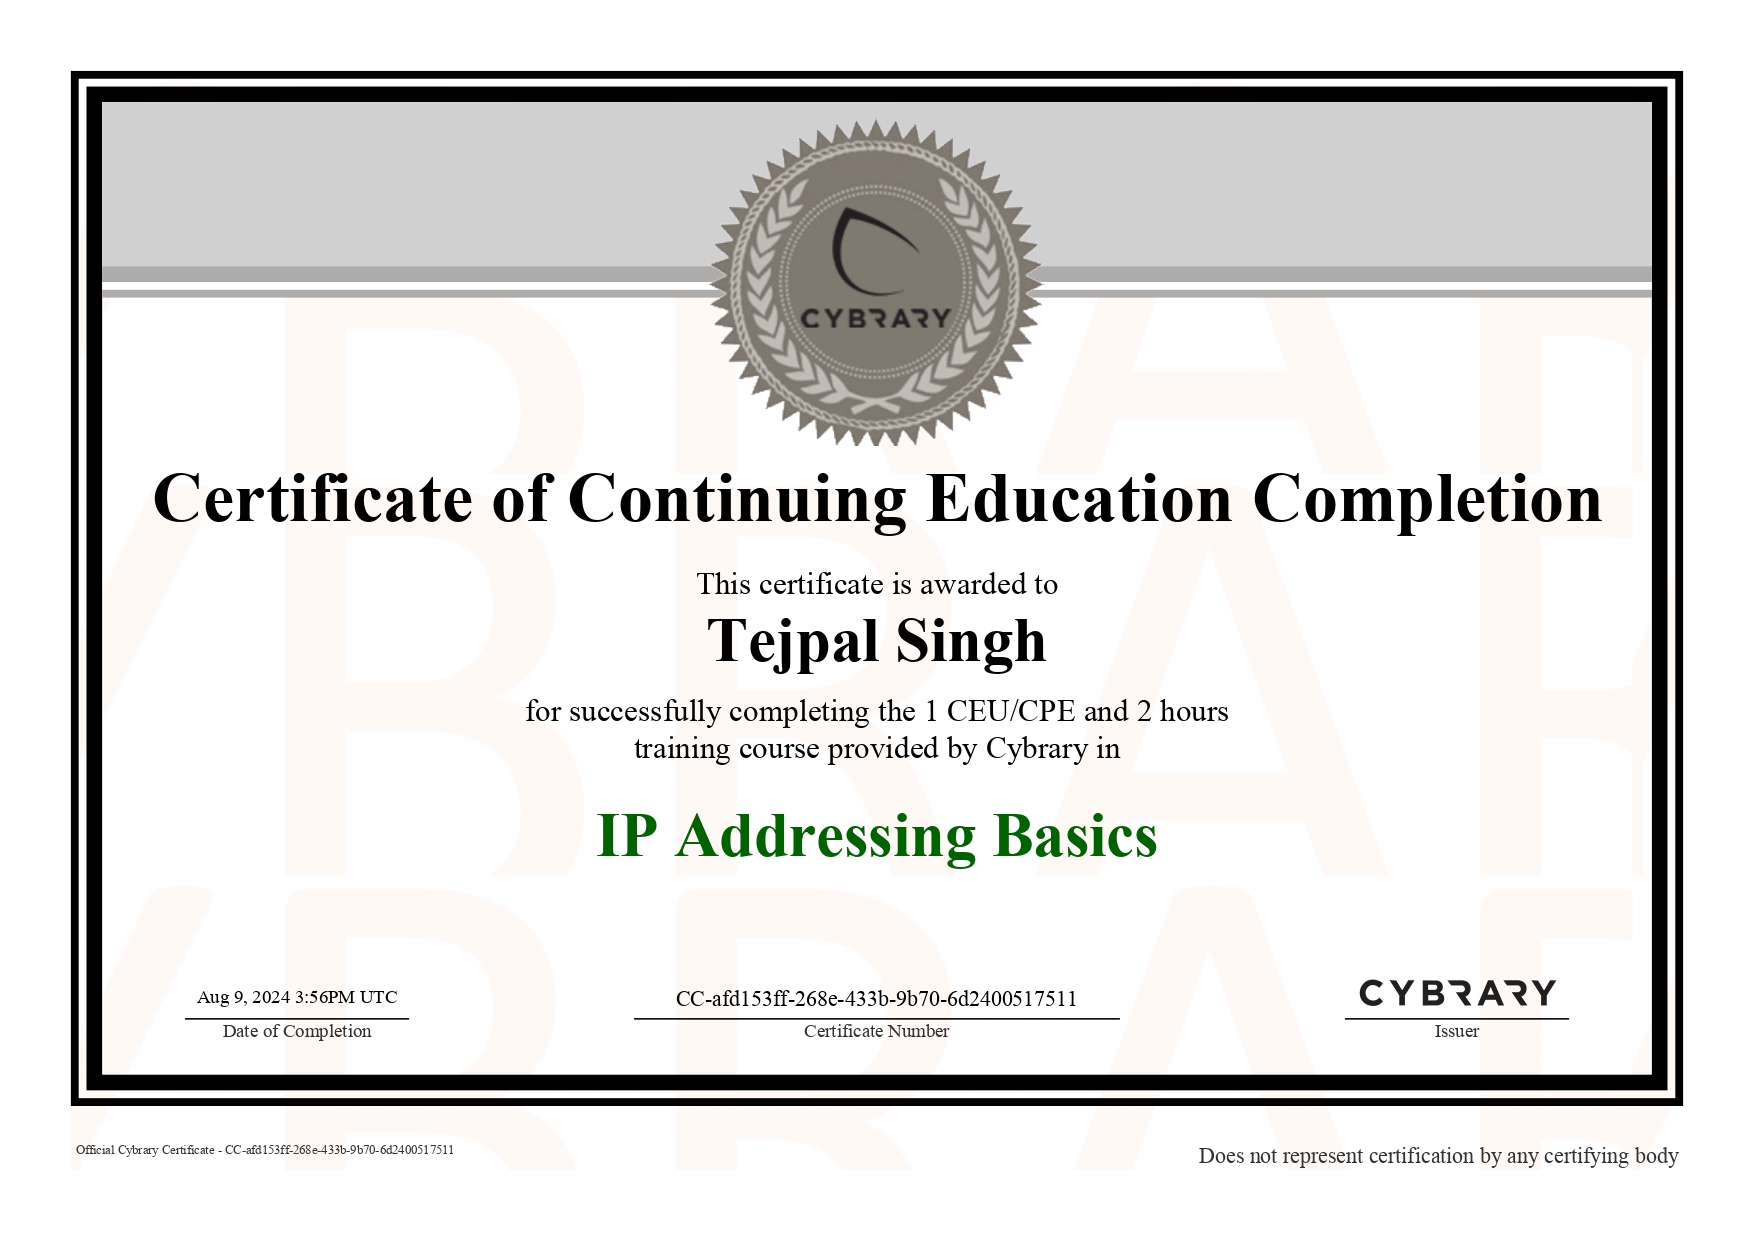 CYBRARY
Certificate of Continuing Education Completion
This certificate is awarded to
Tejpal Singh
for successfully completing the 1 CEU/CPE and 2 hours
training course provided by Cybrary in
IP Addressing Basics
Aug 9, 2024 3:56PM UTC
Date of Completion
CC-afd153ff-268e-433b-9b70-6d2400517511
Certificate Number
CYBRARY
Issuer
Official Cybrary Certificate - CC-afd153ff-268e-433b-9b70-6d2400517511
Does not represent certification by any certifying body